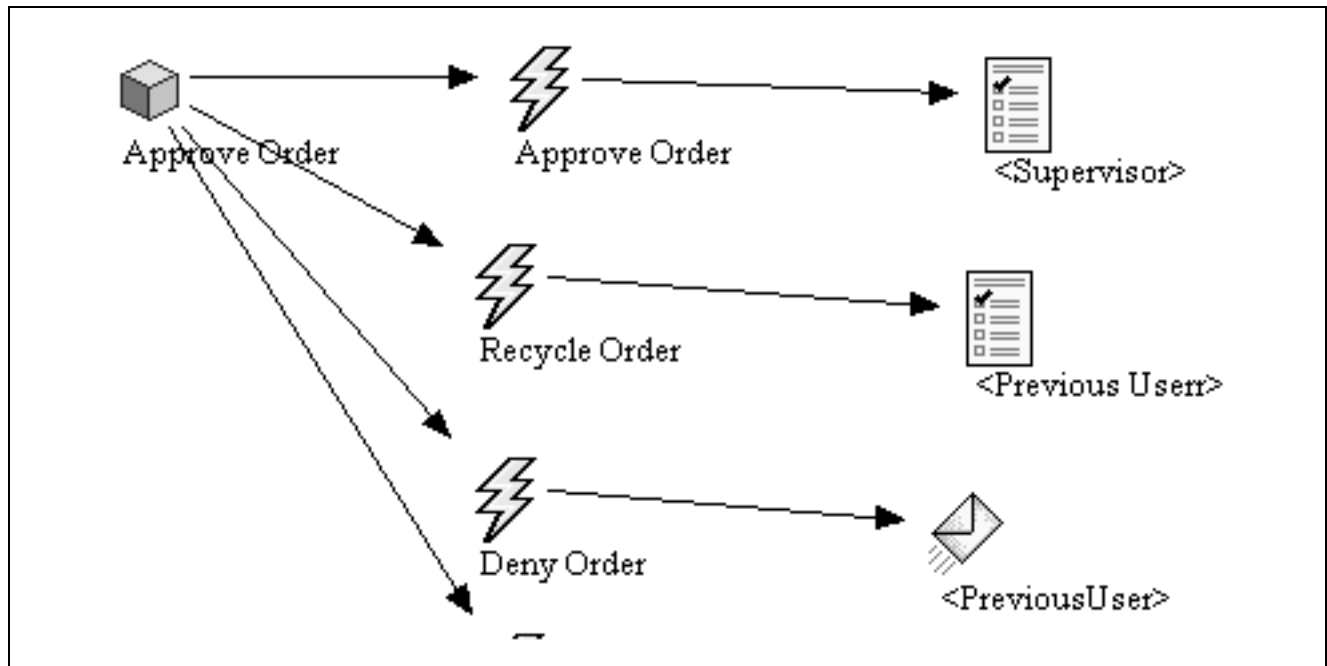 Approve Order
Approve Order
<Supervisor>
Recycle Order
<Previous Userr>
Deny Order
<PreviousUser>